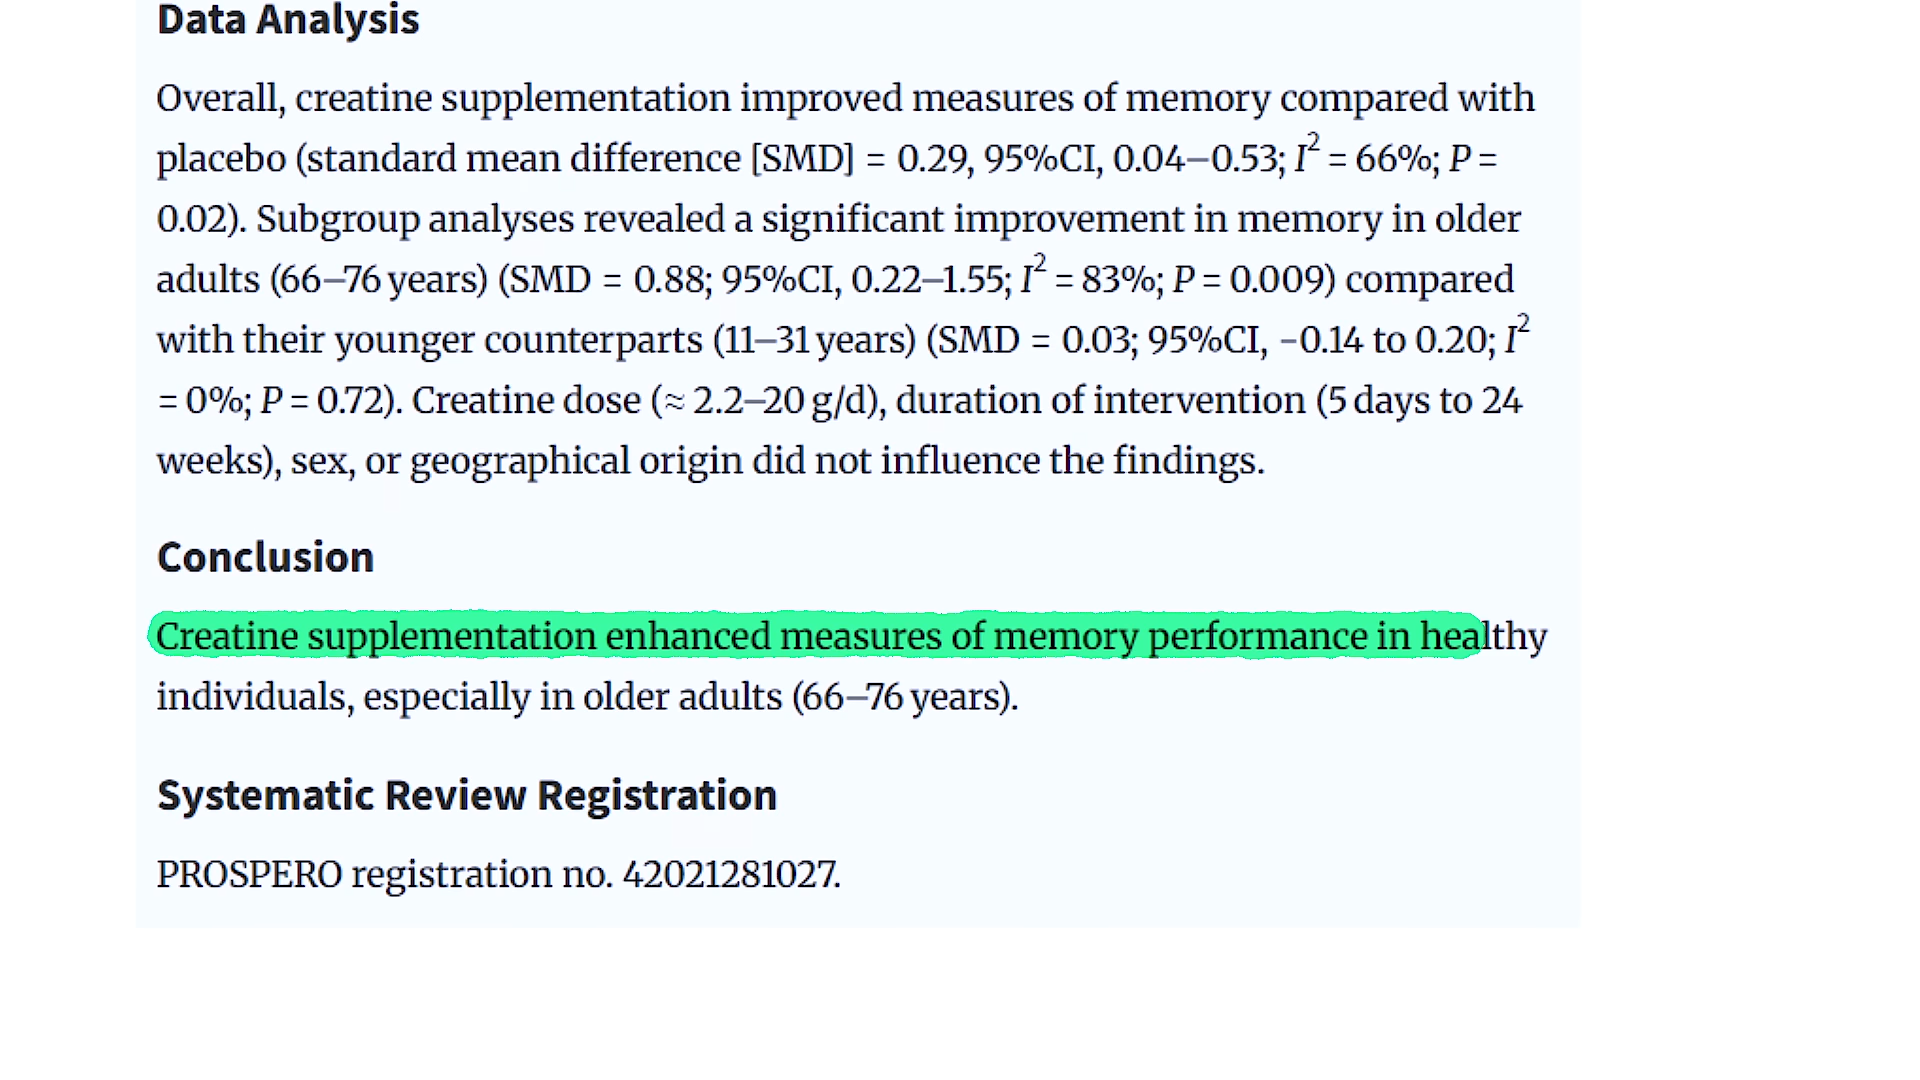 Data Analysis
Overall, creatine supplementation improved measures of memory compared with
placebo (standard mean difference [SMD] = 0.29, 95%CI, 0.04–0.53; I² = 66%; P =
0.02). Subgroup analyses revealed a significant improvement in memory in older
adults (66–76 years) (SMD = 0.88; 95%CI, 0.22–1.55; I² = 83%; P = 0.009) compared
with their younger counterparts (11–31 years) (SMD = 0.03; 95%CI, −0.14 to 0.20; I²
= 0%; P = 0.72). Creatine dose (≈ 2.2–20 g/d), duration of intervention (5 days to 24
weeks), sex, or geographical origin did not influence the findings.
Conclusion
Creatine supplementation enhanced measures of memory performance in healthy
individuals, especially in older adults (66–76 years).
Systematic Review Registration
PROSPERO registration no. 42021281027.